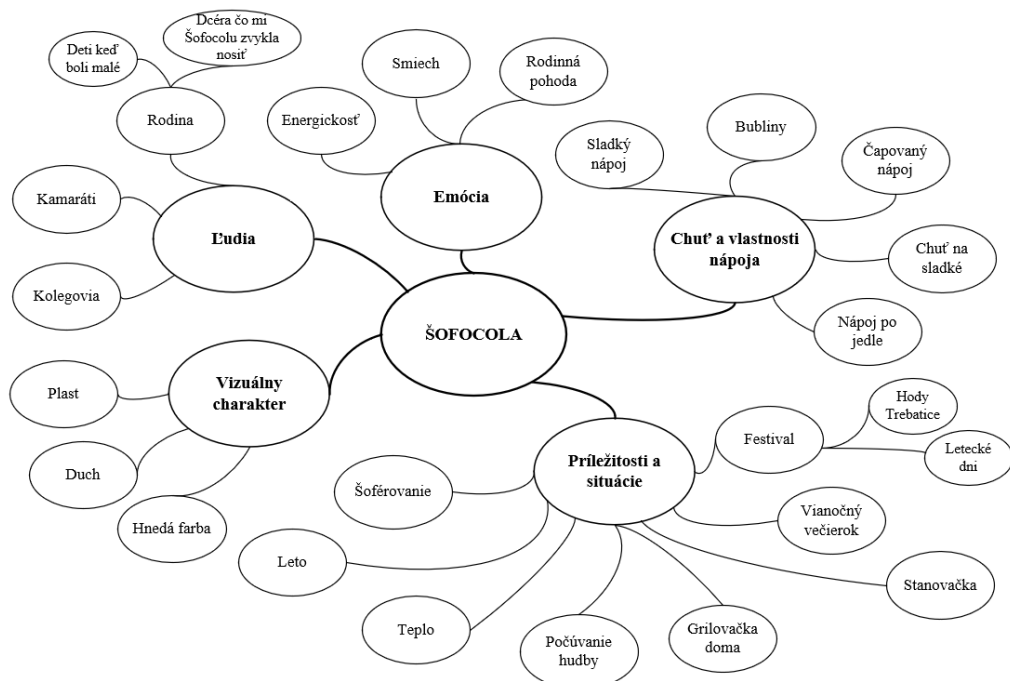 Dcéra čo mi
Šofocolu zvykla
nosiť
Deti keď
boli malé
Rodina
Kamaráti
Kolegovia
Ľudia
Smiech
Rodinná
pohoda
Energickosť
Emócia
Sladký
nápoj
Bubliny
Čapovaný
nápoj
Chuť na
sladké
Nápoj po
jedle
Chuť a vlastnosti
nápoja
ŠOFOCOLA
Vizuálny
charakter
Plast
Duch
Hnedá farba
Príležitosti a
situácie
Festival
Hody
Trebatice
Letecké
dni
Vianočný
večierok
Stanovačka
Šoférovanie
Leto
Teplo
Počúvanie
hudby
Grilovačka
doma